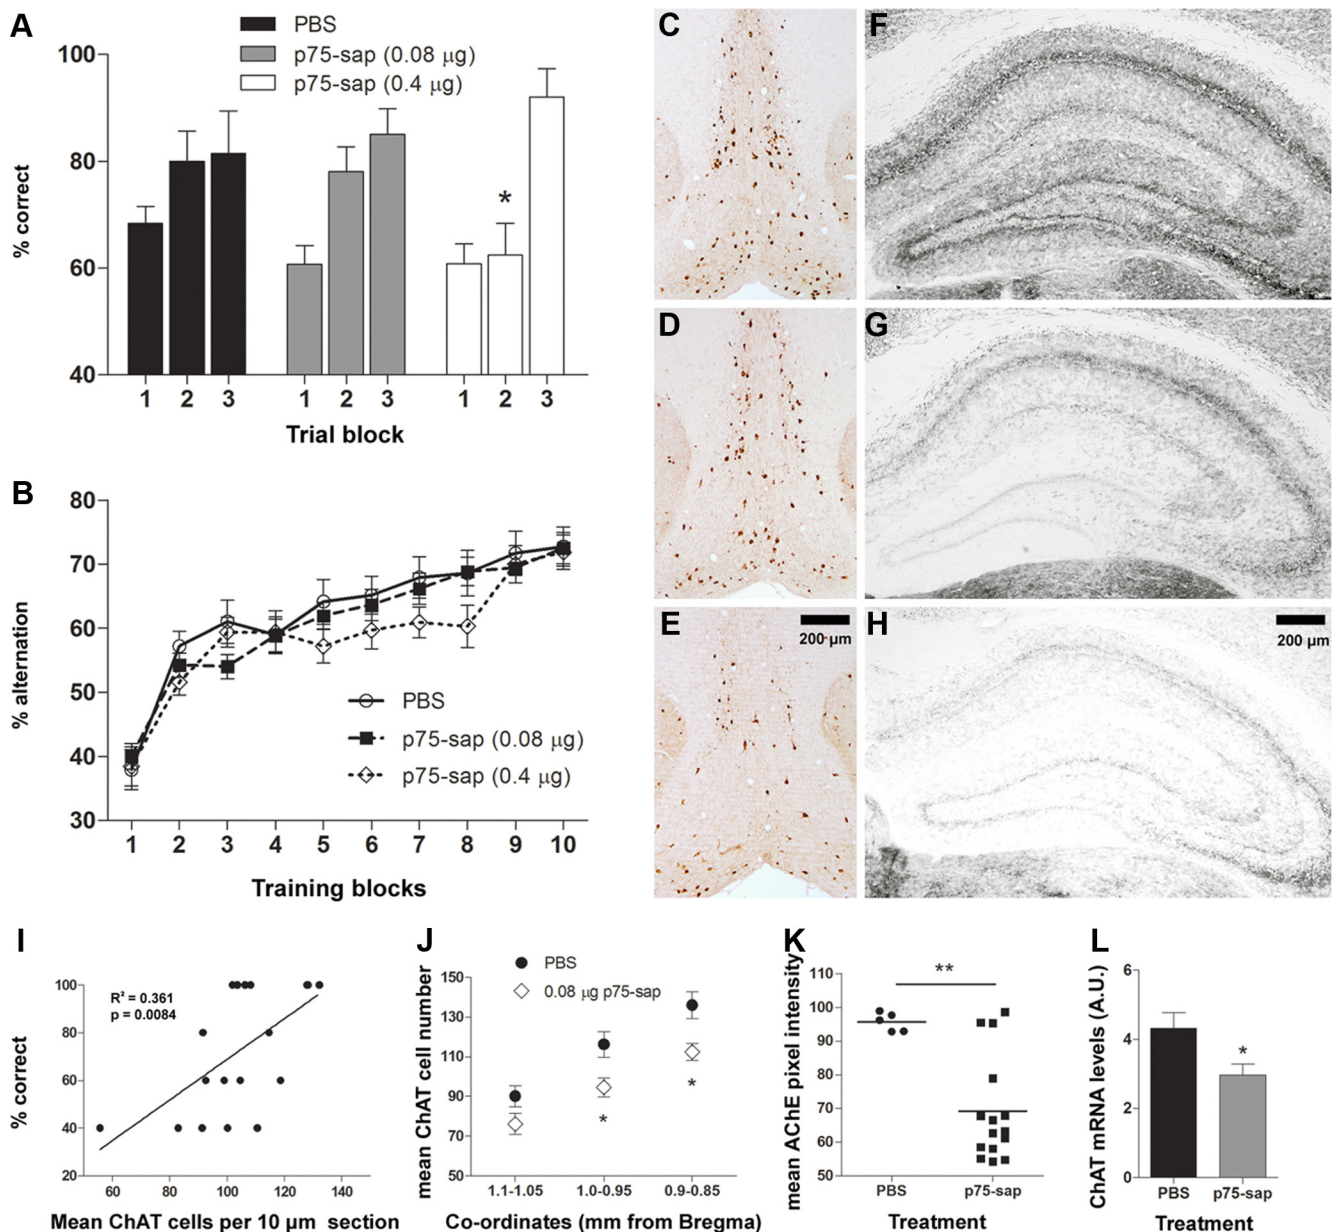 A
PBS
p75-sap (0.08 µg)
p75-sap (0.4 µg)
100
80
60
40
% correct
*
1 2 3 1 2 3 1 2 3
Trial block
B
80
70
60
50
40
30
% alternation
PBS
p75-sap (0.08 µg)
p75-sap (0.4 µg)
1 2 3 4 5 6 7 8 9 10
Training blocks
C
D
E
200 µm
F
G
H
200 µm
I
100
80
60
40
20
% correct
R² = 0.361
p = 0.0084
60 80 100 120 140
Mean ChAT cells per 10 µm section
J
PBS
0.08 µg p75-sap
150
130
110
90
70
50
mean ChAT cell number
*
*
1.1-1.05 1.0-0.95 0.9-0.85
Co-ordinates (mm from Bregma)
K
110
100
90
80
70
60
50
mean AChE pixel intensity
**
PBS p75-sap
Treatment
L
6
4
2
0
ChAT mRNA levels (A.U.)
*
PBS p75-sap
Treatment